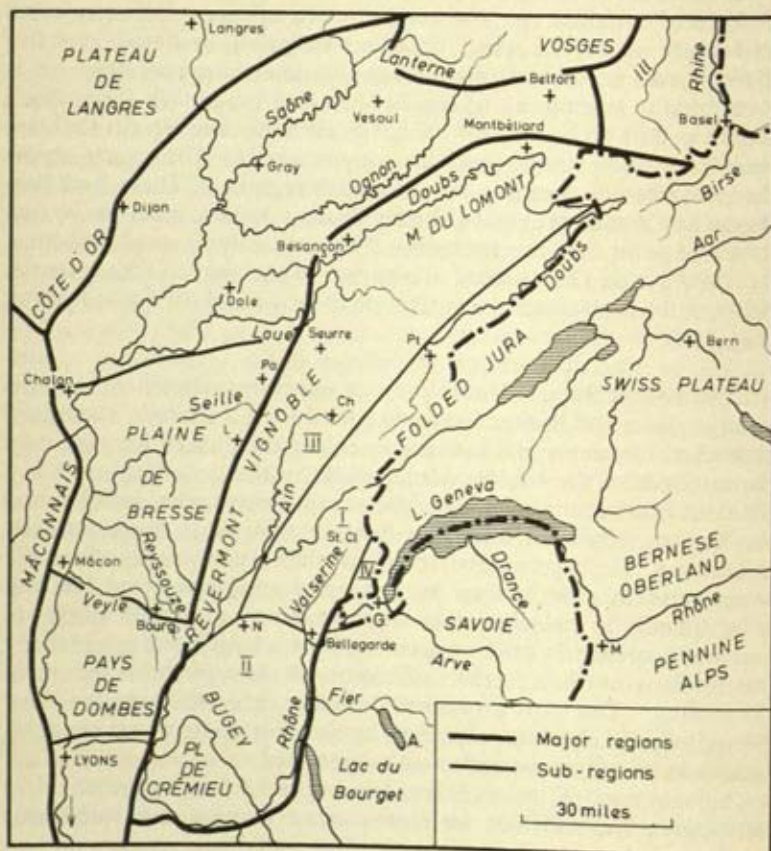 Langres
PLATEAU
DE
LANGRES
Lanterne
VOSGES
Belfort
Ill
Rhine
Saône
Vesoul
Montbéliard
Basel
Gray
Ognon
Doubs
Birse
M. DU LOMONT
Dijon
Besançon
CÔTE D'OR
Doubs
Aar
Dole
Loue
Seurre
Pt
Bern
Chalon
Pa
FOLDED JURA
SWISS PLATEAU
Seille
VIGNOBLE
Ch
L
III
PLAINE
DE
BRESSE
Ain
MÂCONNAIS
REVERMONT
I
L. Geneva
St. Cl
Reyssouze
Valserine
IV
Drance
BERNESE
OBERLAND
Mâcon
Veyle
Bourg
N
G
Rhône
SAVOIE
Bellegarde
M
Arve
PENNINE
ALPS
II
PAYS
DE
DOMBES
BUGEY
Fier
Rhône
A
LYONS
PL
DE
CRÉMIEU
Lac du
Bourget
Major regions
Sub-regions
30 miles